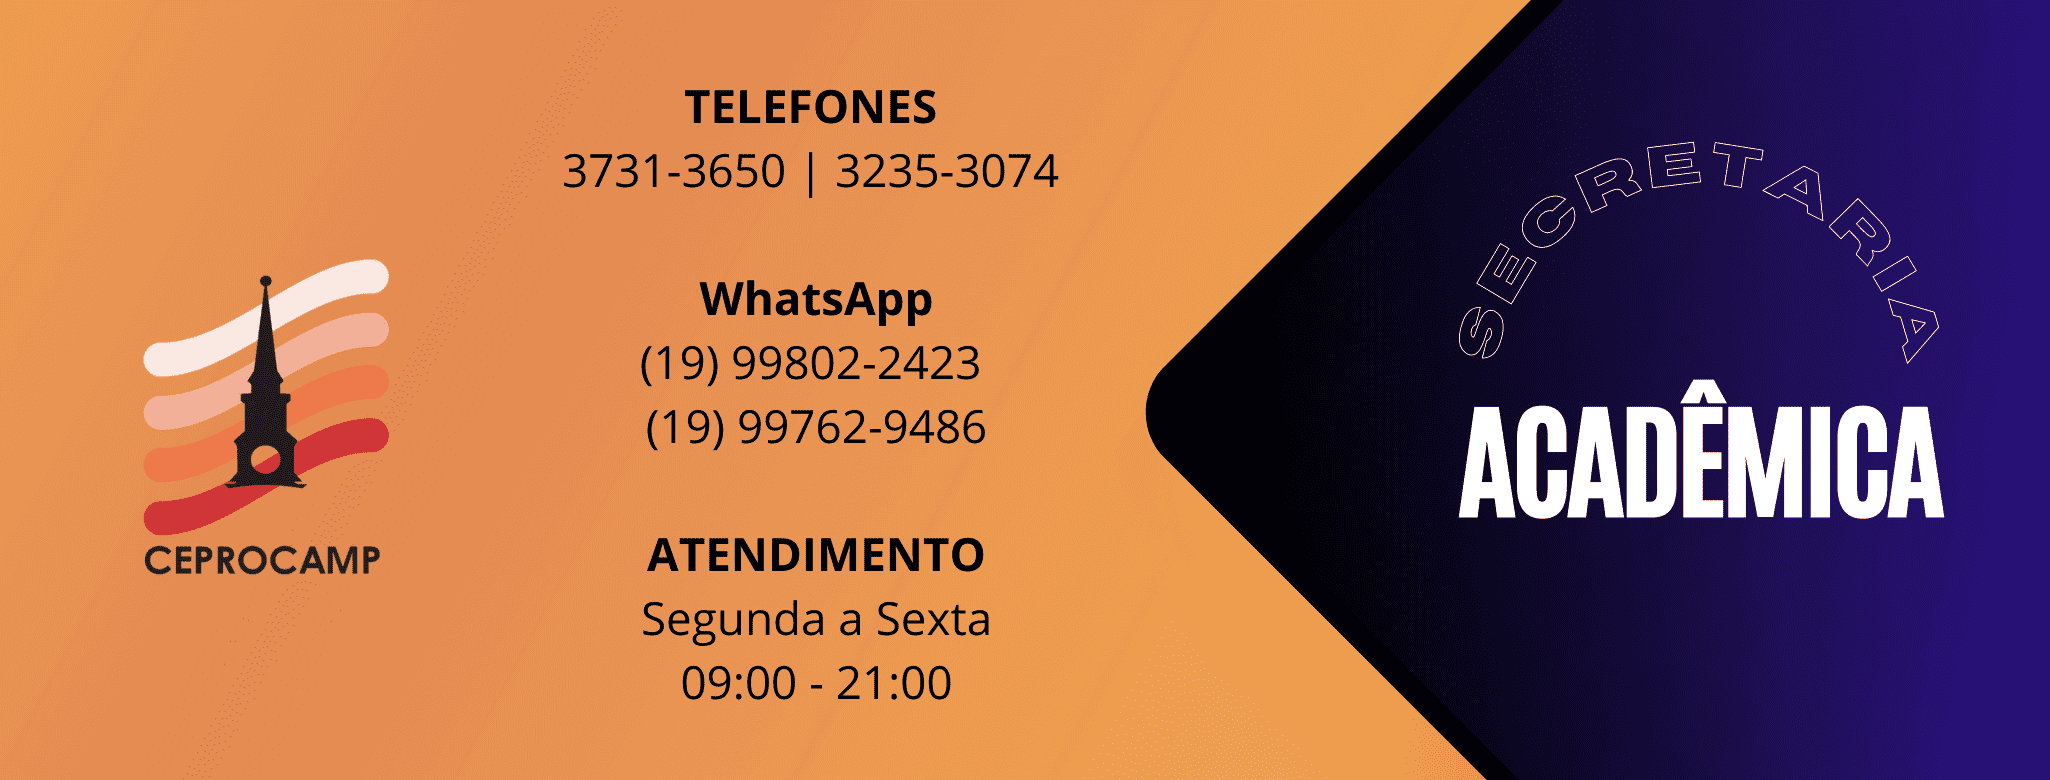 TELEFONES
3731-3650 | 3235-3074
WhatsApp
(19) 99802-2423
(19) 99762-9486
ATENDIMENTO
Segunda a Sexta
09:00 - 21:00
CEPROCAMP
SECRETARIA
ACADÊMICA